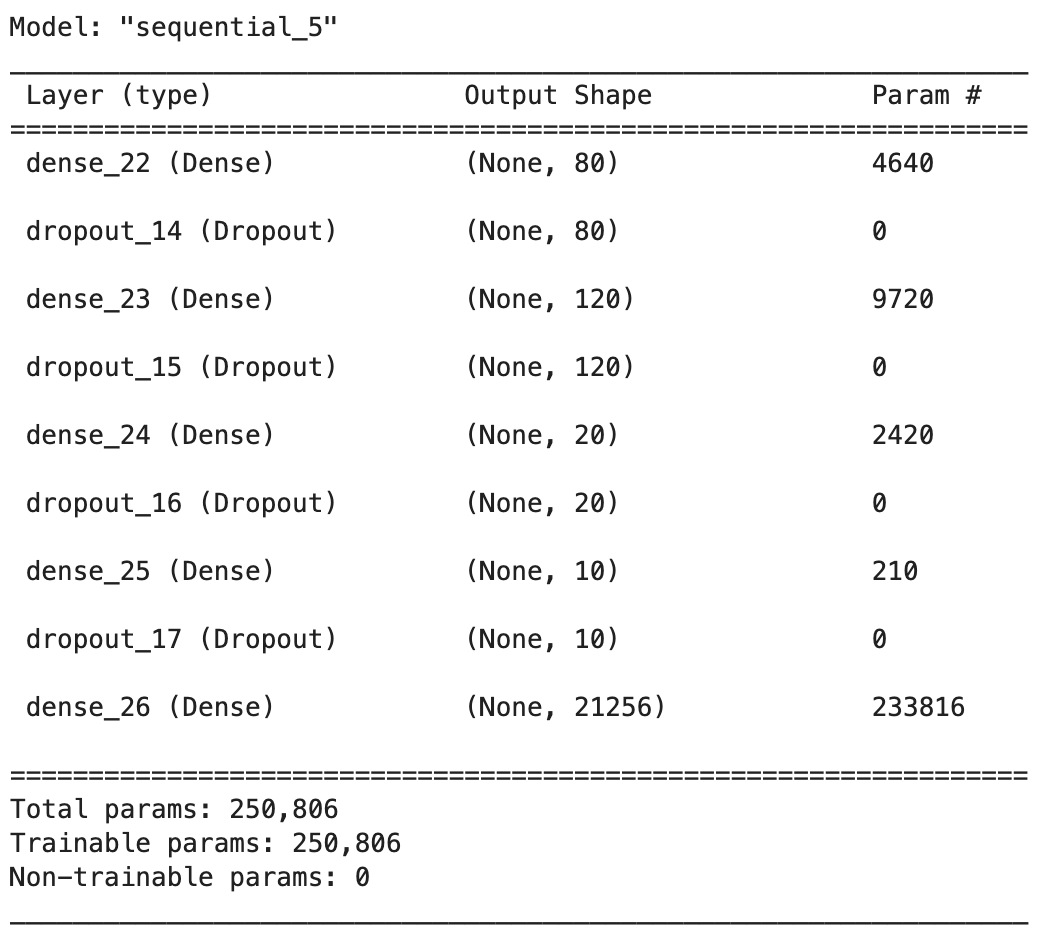 Model: "sequential_5"
Layer (type) Output Shape Param #
dense_22 (Dense) (None, 80) 4640
dropout_14 (Dropout) (None, 80) 0
dense_23 (Dense) (None, 120) 9720
dropout_15 (Dropout) (None, 120) 0
dense_24 (Dense) (None, 20) 2420
dropout_16 (Dropout) (None, 20) 0
dense_25 (Dense) (None, 10) 210
dropout_17 (Dropout) (None, 10) 0
dense_26 (Dense) (None, 21256) 233816
Total params: 250,806
Trainable params: 250,806
Non-trainable params: 0